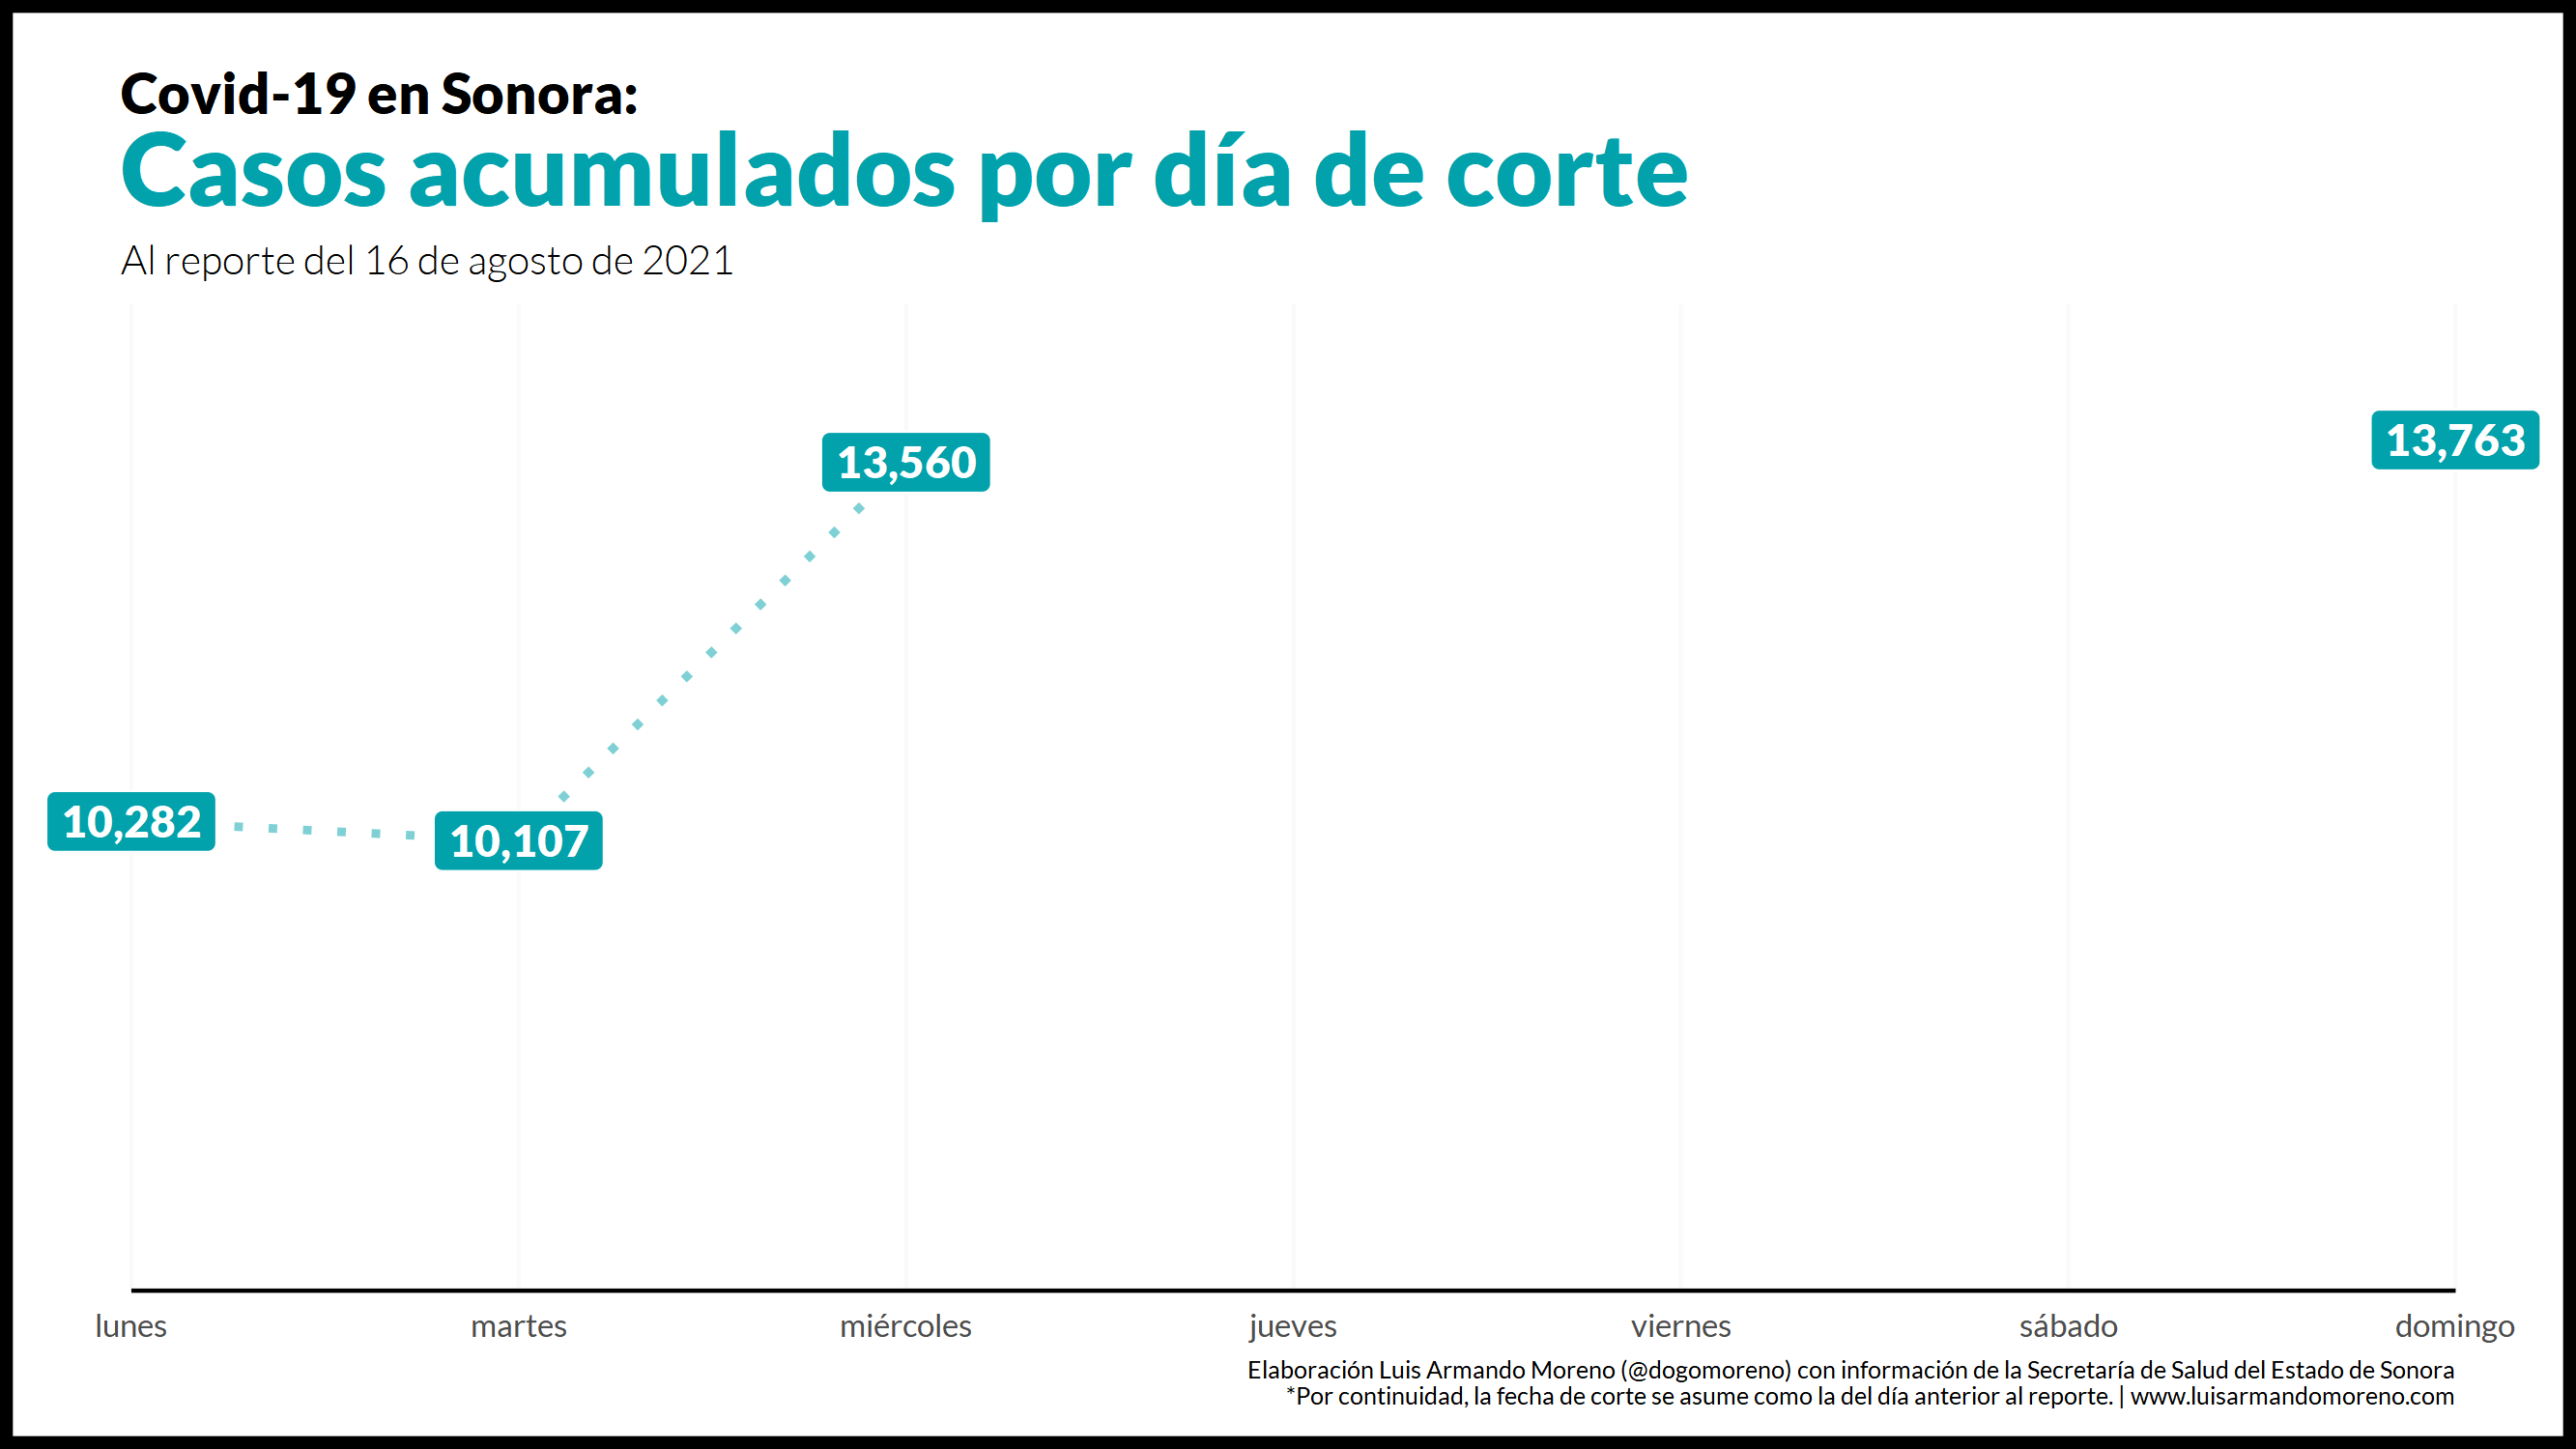 Covid-19 en Sonora:
Casos acumulados por día de corte
Al reporte del 16 de agosto de 2021
13,763
13,560
10,282
10,107
lunes martes miércoles jueves viernes sábado domingo
Elaboración Luis Armando Moreno (@dogomoreno) con información de la Secretaría de Salud del Estado de Sonora
*Por continuidad, la fecha de corte se asume como la del día anterior al reporte. | www.luisarmandomoreno.com